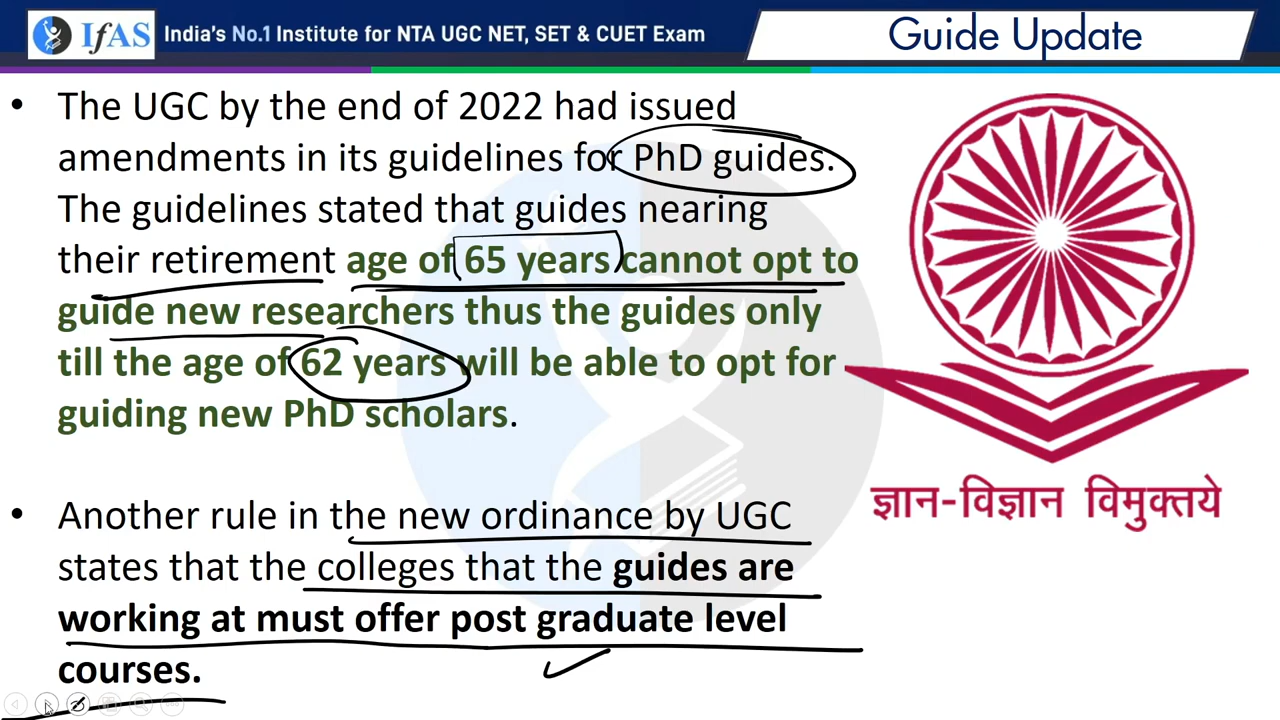 IfAS India's No.1 Institute for NTA UGC NET, SET & CUET Exam
Guide Update
• The UGC by the end of 2022 had issued
amendments in its guidelines for PhD guides.
The guidelines stated that guides nearing
their retirement age of 65 years cannot opt to
guide new researchers thus the guides only
till the age of 62 years will be able to opt for
guiding new PhD scholars.
• Another rule in the new ordinance by UGC
states that the colleges that the guides are
working at must offer post graduate level
courses.
ज्ञान-विज्ञान विमुक्तये